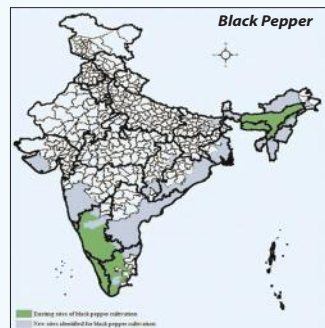 Black Pepper
Existing sites of black pepper cultivation
New sites identified for black pepper cultivation